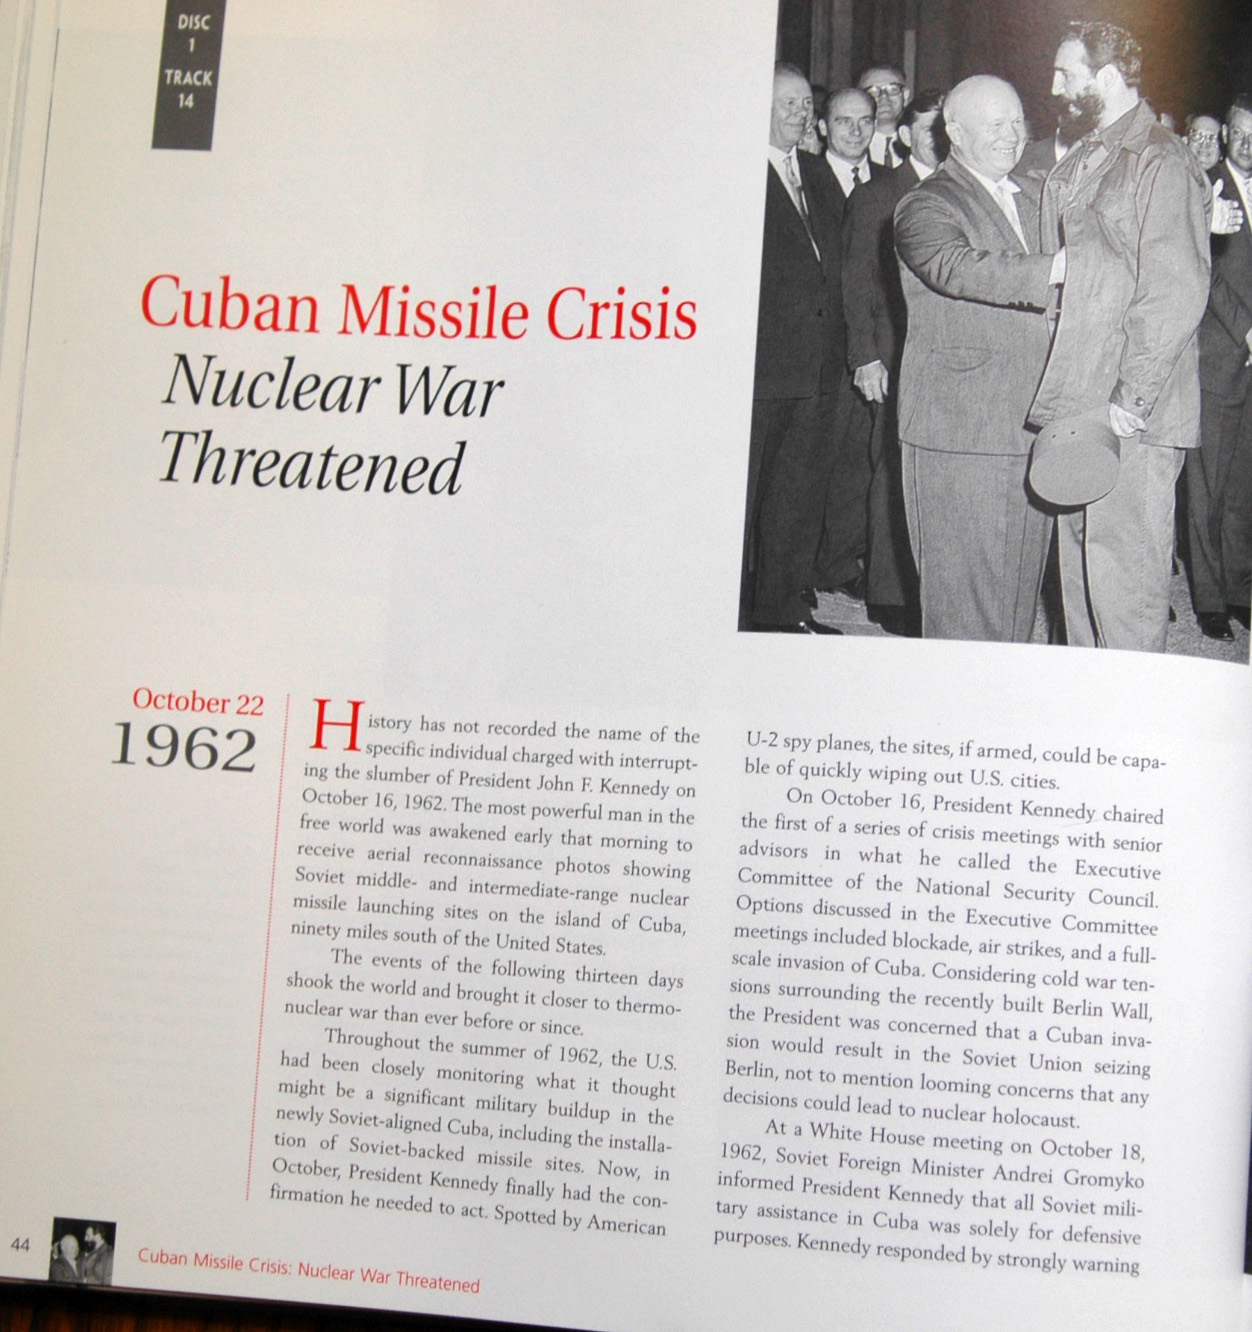 DISC
1
TRACK
14
Cuban Missile Crisis
Nuclear War
Threatened
October 22
1962
History has not recorded the name of the
specific individual charged with interrupt-
ing the slumber of President John F. Kennedy on
October 16, 1962. The most powerful man in the
free world was awakened early that morning to
receive aerial reconnaissance photos showing
Soviet middle- and intermediate-range nuclear
missile launching sites on the island of Cuba,
ninety miles south of the United States.
The events of the following thirteen days
shook the world and brought it closer to thermo-
nuclear war than ever before or since.
Throughout the summer of 1962, the U.S.
had been closely monitoring what it thought
might be a significant military buildup in the
newly Soviet-aligned Cuba, including the installa-
tion of Soviet-backed missile sites. Now, in
October, President Kennedy finally had the con-
firmation he needed to act. Spotted by American
U-2 spy planes, the sites, if armed, could be capa-
ble of quickly wiping out U.S. cities.
On October 16, President Kennedy chaired
the first of a series of crisis meetings with senior
advisors in what he called the Executive
Committee of the National Security Council.
Options discussed in the Executive Committee
meetings included blockade, air strikes, and a full-
scale invasion of Cuba. Considering cold war ten-
sions surrounding the recently built Berlin Wall,
the President was concerned that a Cuban inva-
sion would result in the Soviet Union seizing
Berlin, not to mention looming concerns that any
decisions could lead to nuclear holocaust.
At a White House meeting on October 18,
1962, Soviet Foreign Minister Andrei Gromyko
informed President Kennedy that all Soviet mili-
tary assistance in Cuba was solely for defensive
purposes. Kennedy responded by strongly warning
44
Cuban Missile Crisis: Nuclear War Threatened